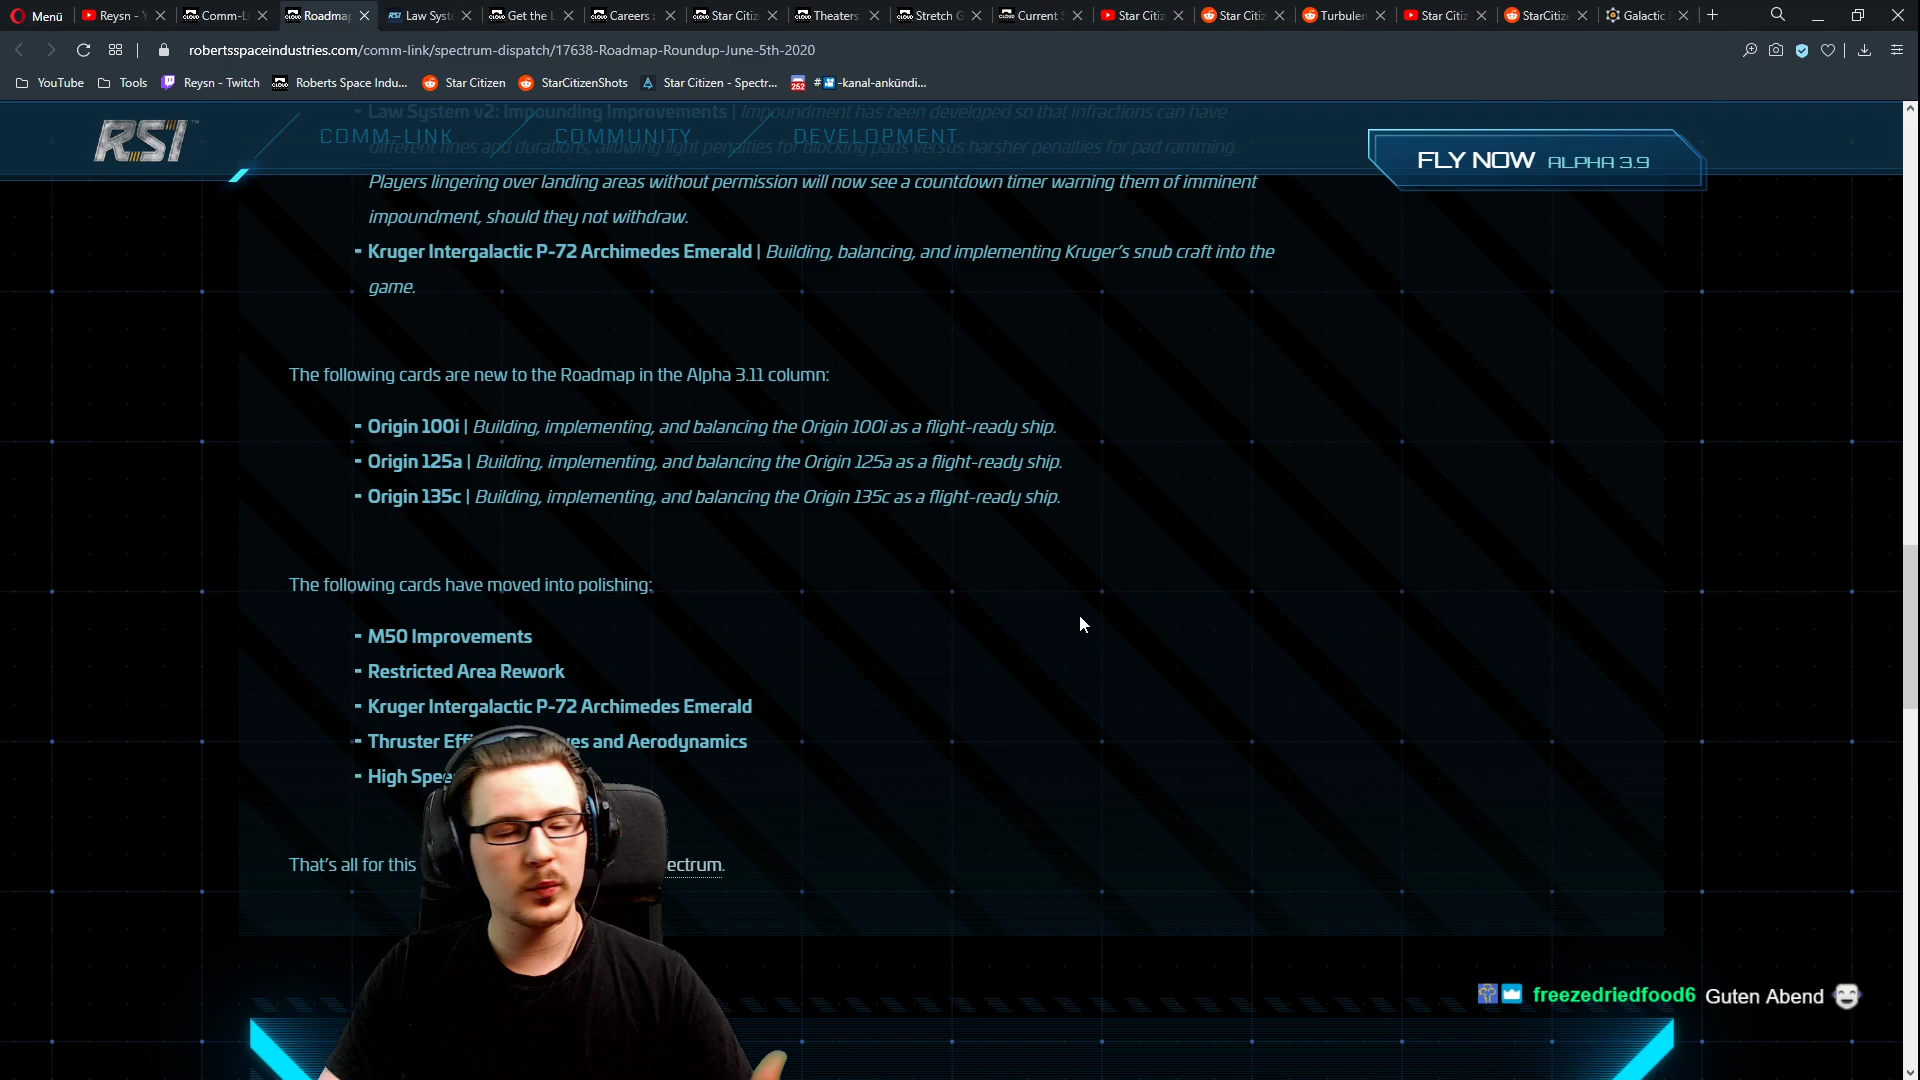 Menü
Reysn - Y
Comm-L
Roadmap
Law Syst
Get the L
Careers
Star Citiz
Theaters
Stretch G
Current S
Star Citiz
Star Citiz
Turbulen
Star Citiz
StarCitize
Galactic
robertsspaceindustries.com/comm-link/spectrum-dispatch/17638-Roadmap-Roundup-June-5th-2020
YouTube
Tools
Reysn - Twitch
Roberts Space Indu...
Star Citizen
StarCitizenShots
Star Citizen - Spectr...
252
#
-kanal-ankündi...
Law System v2: Impounding Improvements | Impoundment has been developed so that infractions can have
RSI
COMM-LINK
COMMUNITY
DEVELOPMENT
FLY NOW ALPHA 3.9
different fines and durations, allowing light penalties for blocking pads versus harsher penalties for pad ramming.
Players lingering over landing areas without permission will now see a countdown timer warning them of imminent
impoundment, should they not withdraw.
- Kruger Intergalactic P-72 Archimedes Emerald | Building, balancing, and implementing Kruger's snub craft into the
game.
The following cards are new to the Roadmap in the Alpha 3.11 column:
- Origin 100i | Building, implementing, and balancing the Origin 100i as a flight-ready ship.
- Origin 125a | Building, implementing, and balancing the Origin 125a as a flight-ready ship.
- Origin 135c | Building, implementing, and balancing the Origin 135c as a flight-ready ship.
The following cards have moved into polishing:
- M50 Improvements
- Restricted Area Rework
- Kruger Intergalactic P-72 Archimedes Emerald
- Thruster Eff es and Aerodynamics
- High Spee
That's all for this ectrum.
freezedriedfood6 Guten Abend